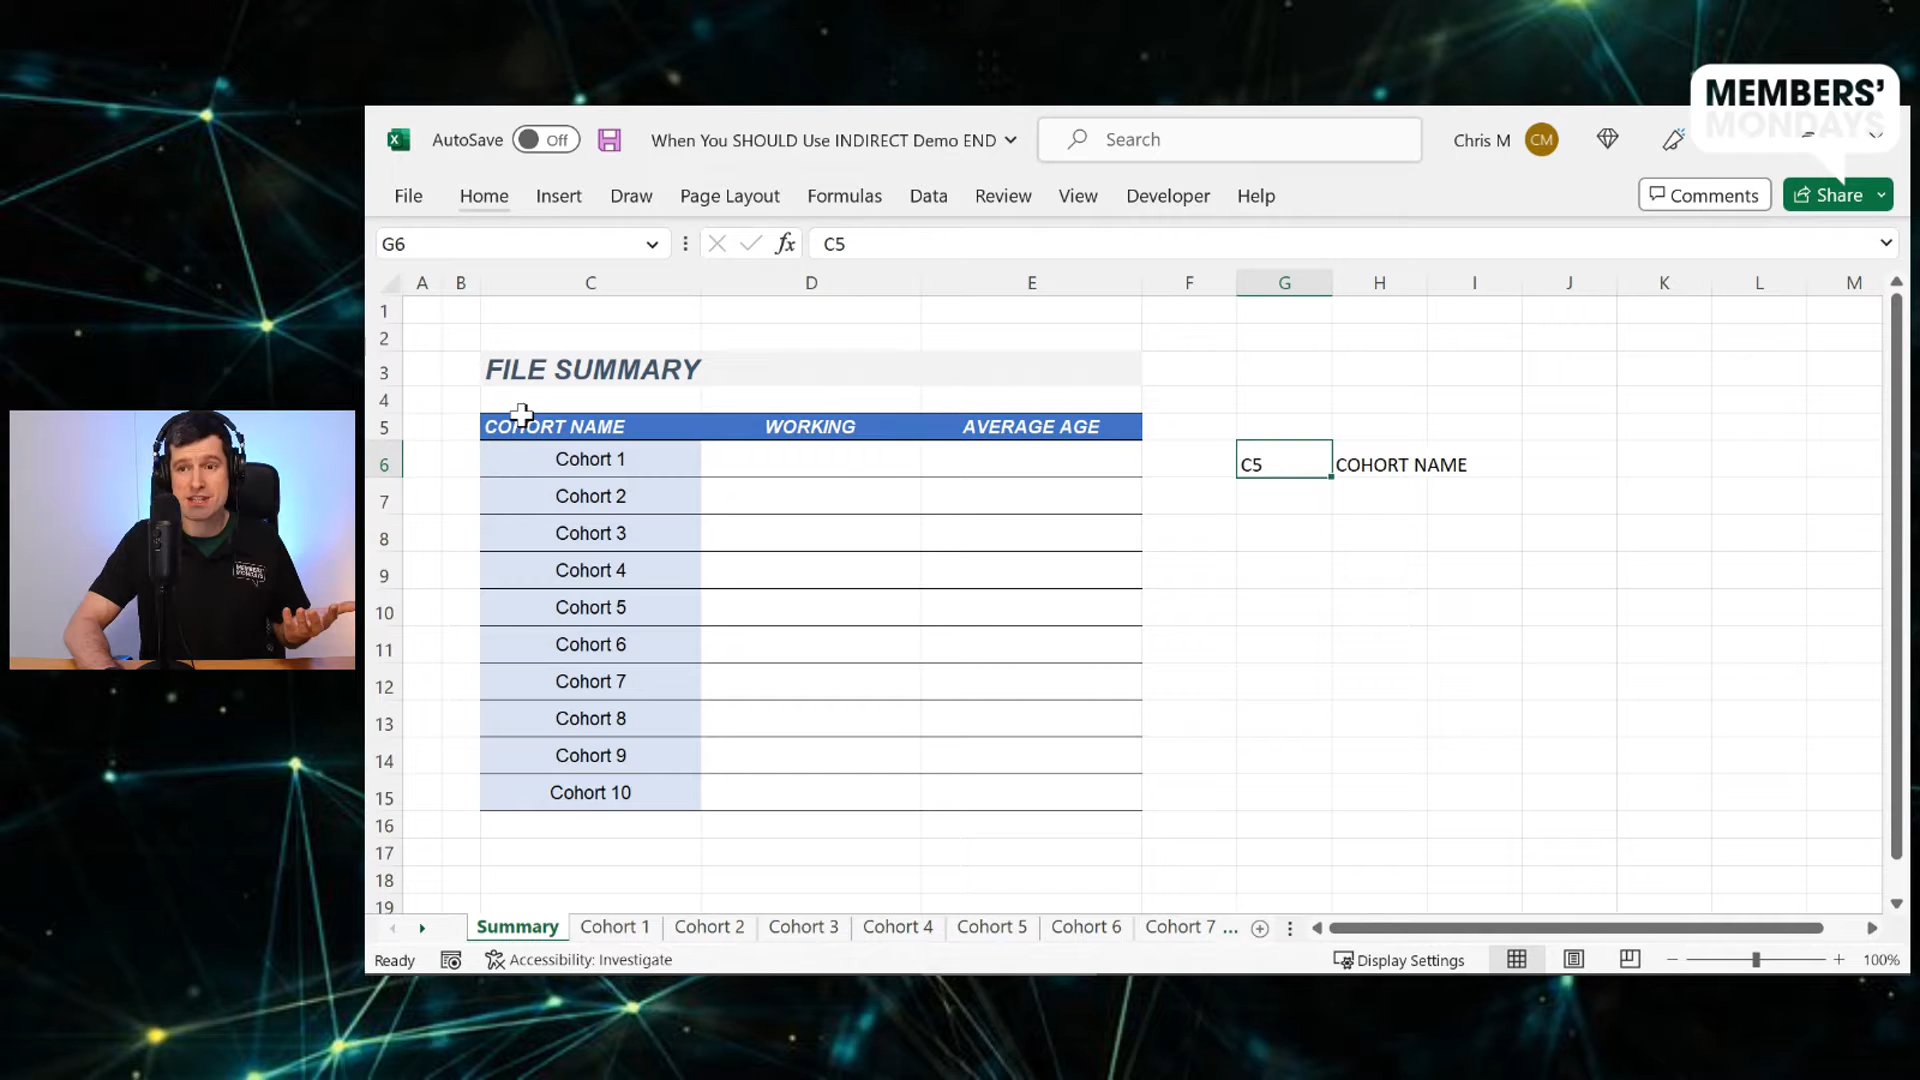 MEMBERS'
MONDAYS
AutoSave Off When You SHOULD Use INDIRECT Demo END Search Chris M CM
File Home Insert Draw Page Layout Formulas Data Review View Developer Help Comments Share
G6 fx C5
A B C D E F G H I J K L M
1
2
3 FILE SUMMARY
4
5 COHORT NAME WORKING AVERAGE AGE
6 Cohort 1 C5 COHORT NAME
7 Cohort 2
8 Cohort 3
9 Cohort 4
10 Cohort 5
11 Cohort 6
12 Cohort 7
13 Cohort 8
14 Cohort 9
15 Cohort 10
16
17
18
19
Summary Cohort 1 Cohort 2 Cohort 3 Cohort 4 Cohort 5 Cohort 6 Cohort 7 ...
Ready Accessibility: Investigate Display Settings 100%
MEMBERS'
MONDAYS